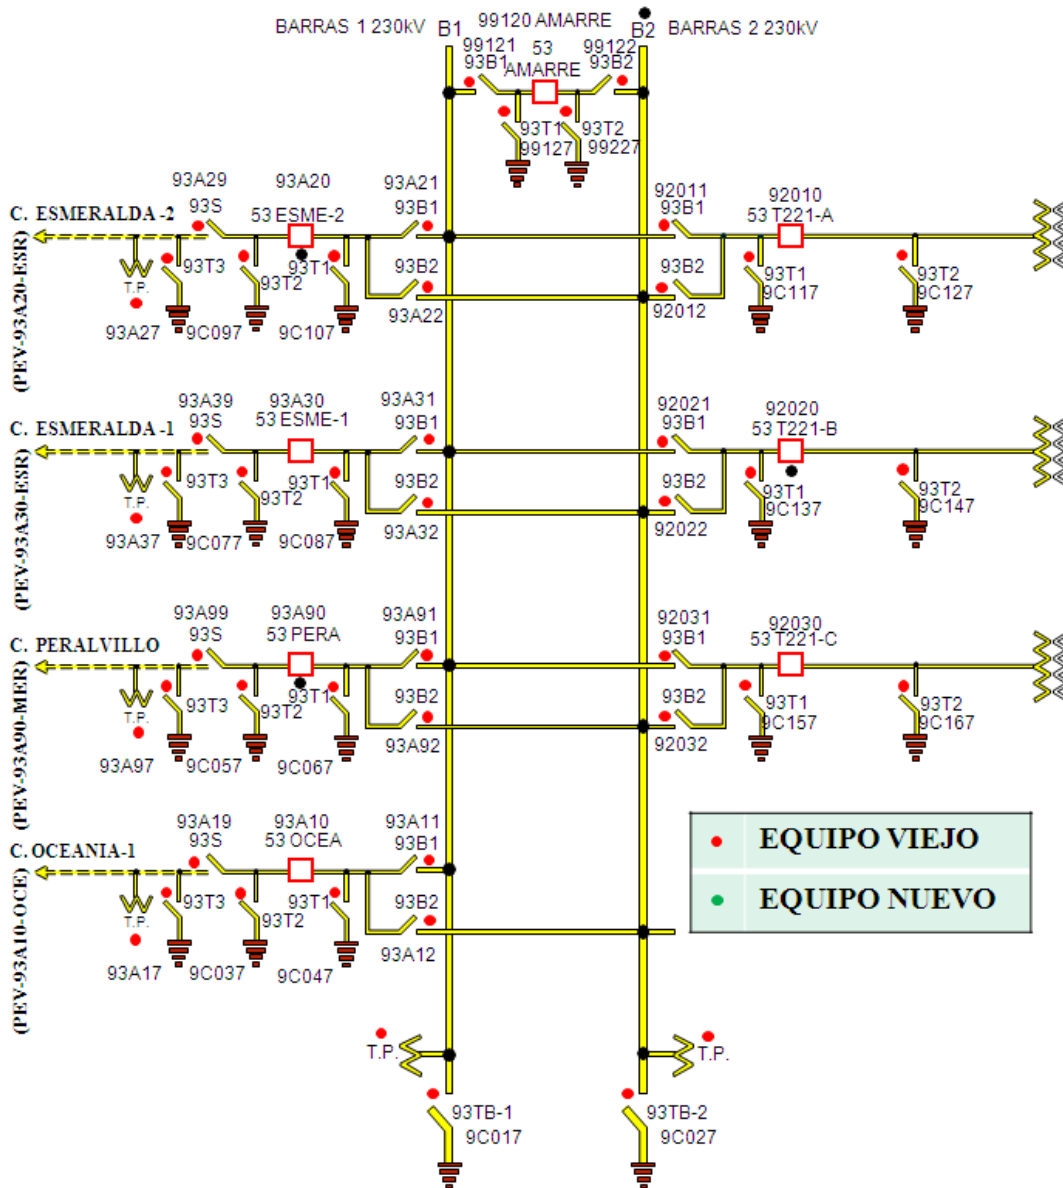 BARRAS 1 230kV
B1
99120 AMARRE
B2
BARRAS 2 230kV
99121
53
99122
93B1
AMARRE
93B2
93T1
99127
93T2
99227
93A29
93A20
93A21
C. ESMERALDA -2
93S
53 ESME-2
93B1
93T3
93T2
93T1
93B2
T.P.
93A27
9C097
9C107
93A22
(PEV-93A20-ESR)
92011
92010
93B1
53 T221-A
93B2
93T1
9C117
93T2
9C127
92012
93A39
93A30
93A31
C. ESMERALDA -1
93S
53 ESME-1
93B1
93T3
93T2
93T1
93B2
T.P.
93A37
9C077
9C087
93A32
(PEV-93A30-ESR)
92021
92020
93B1
53 T221-B
93B2
93T1
9C137
93T2
9C147
92022
93A99
93A90
93A91
C. PERALVILLO
93S
53 PERA
93B1
93T3
93T2
93T1
93B2
T.P.
93A97
9C057
9C067
93A92
(PEV-93A90-MER)
92031
92030
93B1
53 T221-C
93B2
93T1
9C157
93T2
9C167
92032
93A19
93A10
93A11
C. OCEANIA-1
93S
53 OCEA
93B1
93T3
93T2
93T1
93B2
T.P.
93A17
9C037
9C047
93A12
(PEV-93A10-OCE)
EQUIPO VIEJO
EQUIPO NUEVO
T.P.
T.P.
93TB-1
9C017
93TB-2
9C027